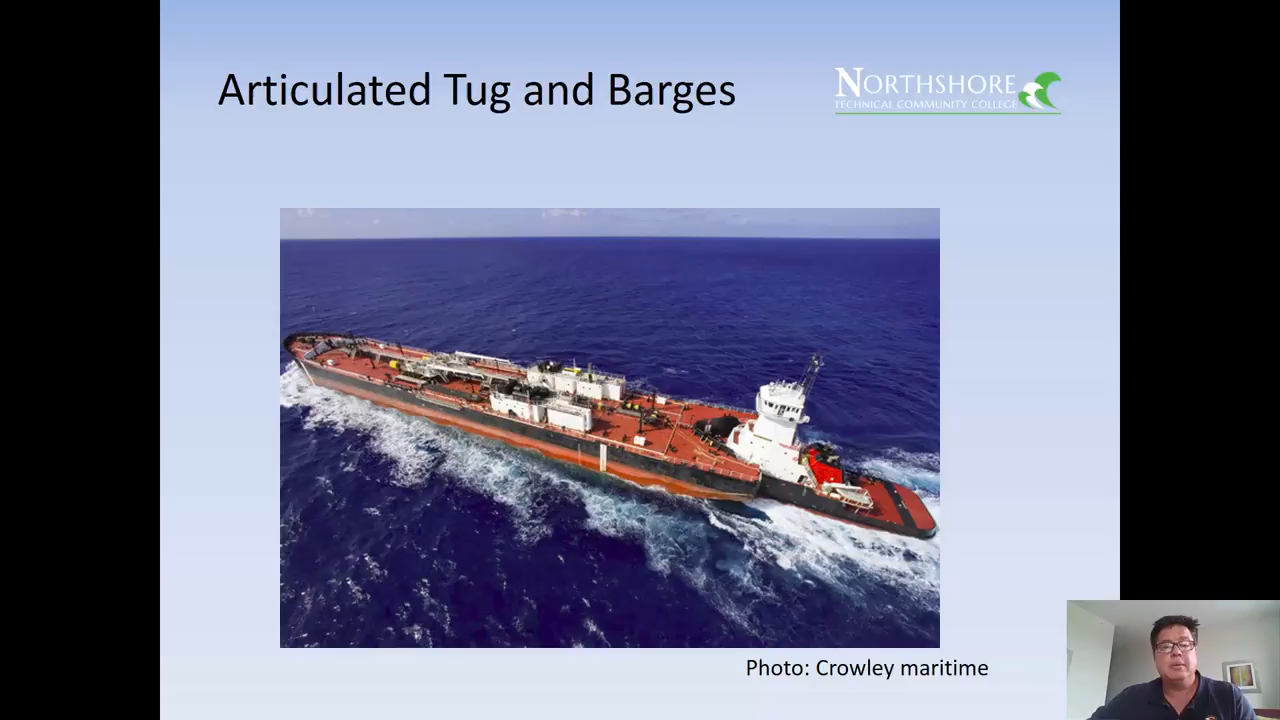 Articulated Tug and Barges
NORTHSHORE
TECHNICAL COMMUNITY COLLEGE
Photo: Crowley maritime